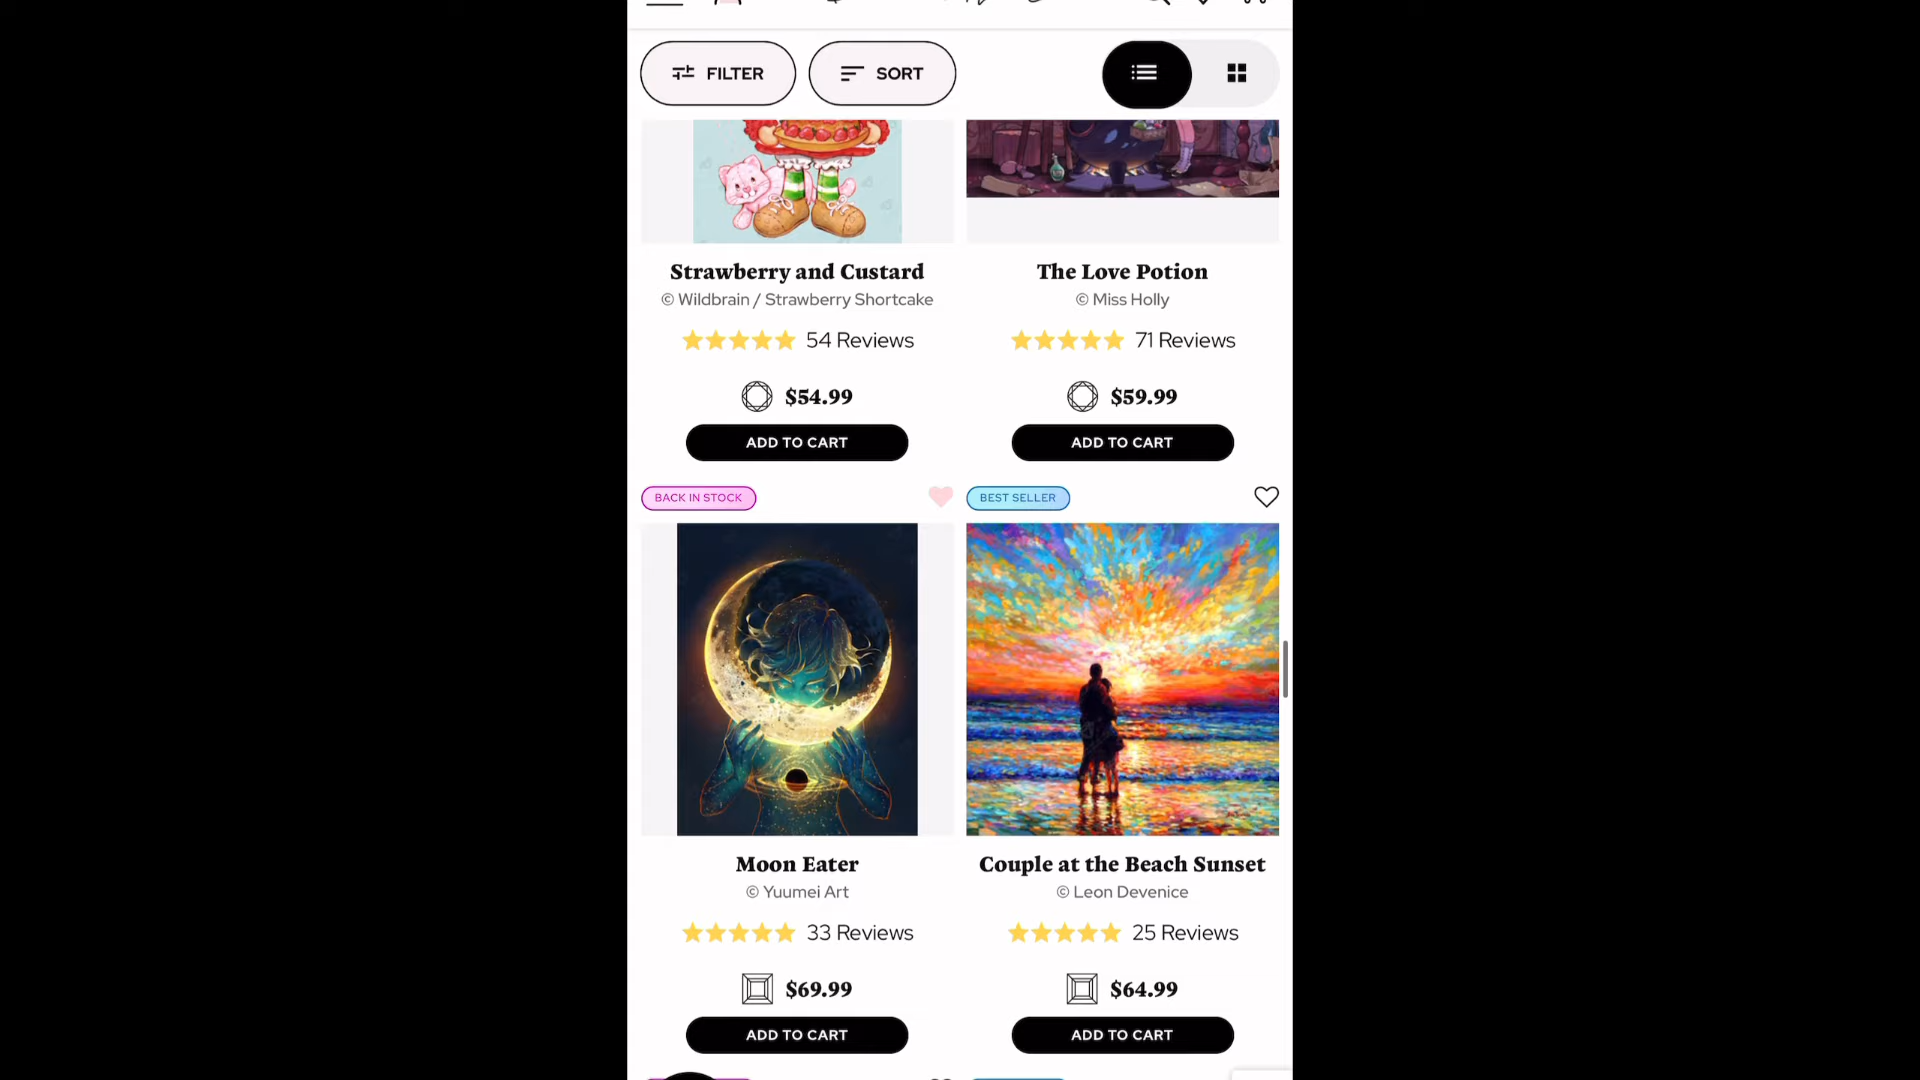 FILTER
SORT
Strawberry and Custard
© Wildbrain / Strawberry Shortcake
54 Reviews
$54.99
ADD TO CART
The Love Potion
© Miss Holly
71 Reviews
$59.99
ADD TO CART
BACK IN STOCK
Moon Eater
© Yuumei Art
33 Reviews
$69.99
ADD TO CART
BEST SELLER
Couple at the Beach Sunset
© Leon Devenice
25 Reviews
$64.99
ADD TO CART